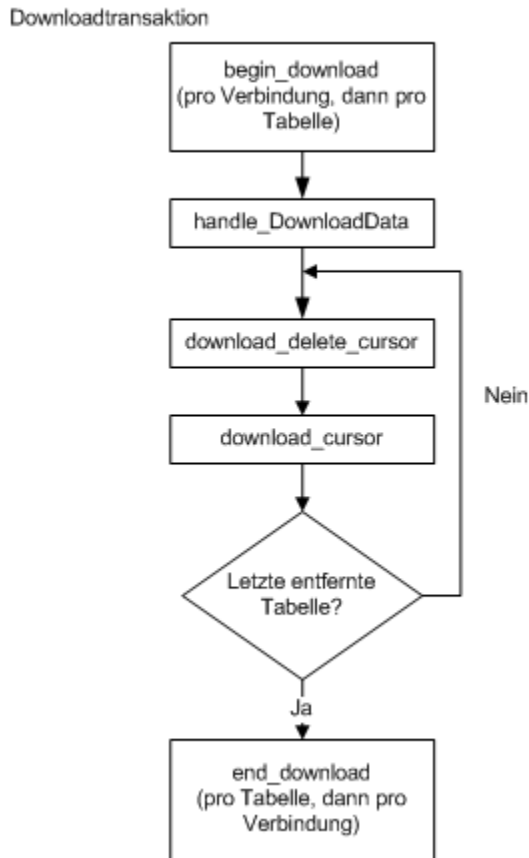 Downloadtransaktion
begin_download
(pro Verbindung, dann pro
Tabelle)
handle_DownloadData
download_delete_cursor
Nein
download_cursor
Letzte entfernte
Tabelle?
Ja
end_download
(pro Tabelle, dann pro
Verbindung)